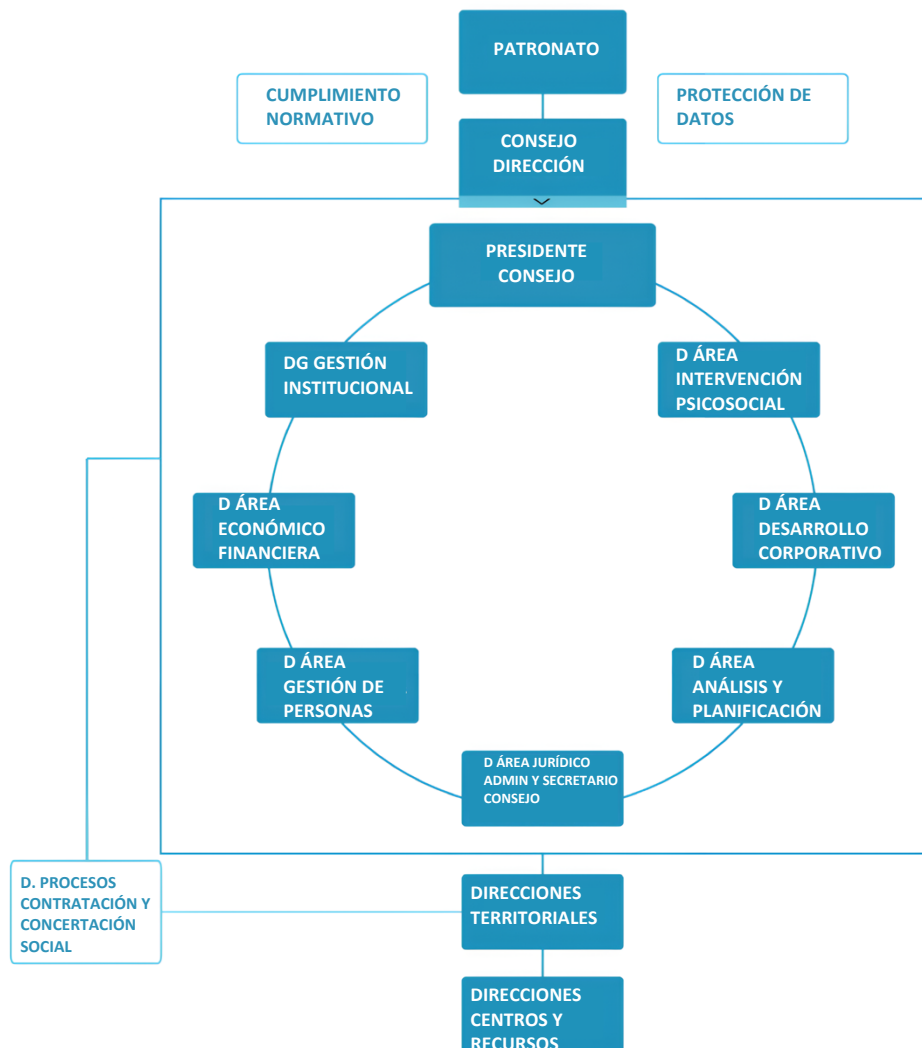 PATRONATO
CUMPLIMIENTO
NORMATIVO
PROTECCIÓN DE
DATOS
CONSEJO
DIRECCIÓN
PRESIDENTE
CONSEJO
DG GESTIÓN
INSTITUCIONAL
D ÁREA
INTERVENCIÓN
PSICOSOCIAL
D ÁREA
ECONÓMICO
FINANCIERA
D ÁREA
DESARROLLO
CORPORATIVO
D ÁREA
GESTIÓN DE
PERSONAS
D ÁREA
ANÁLISIS Y
PLANIFICACIÓN
D ÁREA JURÍDICO
ADMIN Y SECRETARIO
CONSEJO
D. PROCESOS
CONTRATACIÓN Y
CONCERTACIÓN
SOCIAL
DIRECCIONES
TERRITORIALES
DIRECCIONES
CENTROS Y
RECURSOS